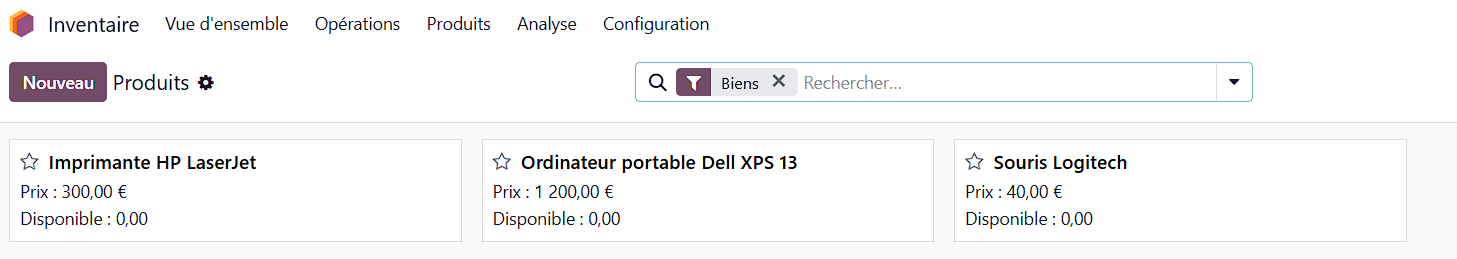 Inventaire Vue d'ensemble Opérations Produits Analyse Configuration
Nouveau Produits Biens Rechercher...
Imprimante HP LaserJet
Prix : 300,00 €
Disponible : 0,00
Ordinateur portable Dell XPS 13
Prix : 1 200,00 €
Disponible : 0,00
Souris Logitech
Prix : 40,00 €
Disponible : 0,00